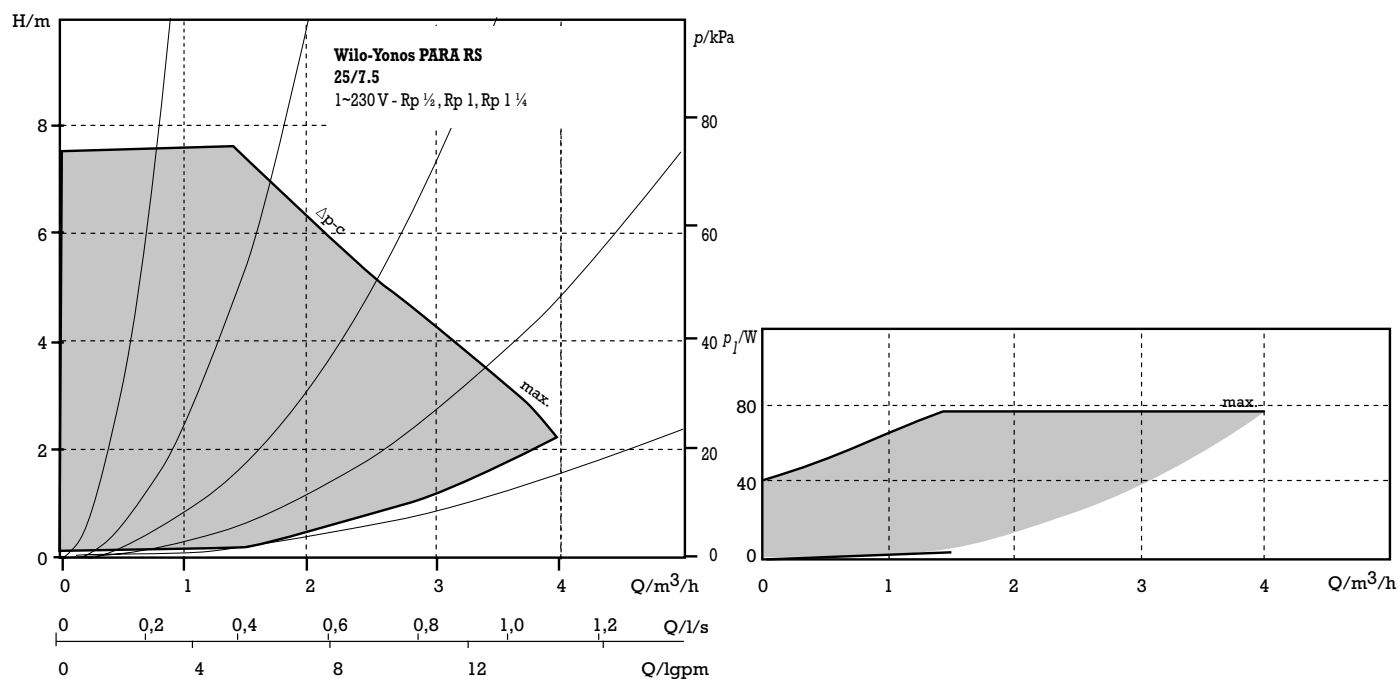 H/m
p/kPa
Wilo-Yonos PARA RS
25/7.5
1~230 V - Rp ½, Rp 1, Rp 1 ¼
8
80
Δp-c
6
60
4
40
max.
2
20
0
0
0 1 2 3 4 Q/m³/h
0 0,2 0,4 0,6 0,8 1,0 1,2 Q/l/s
0 4 8 12 Q/lgpm
p₁/W
80
max.
40
0
0 1 2 3 4 Q/m³/h